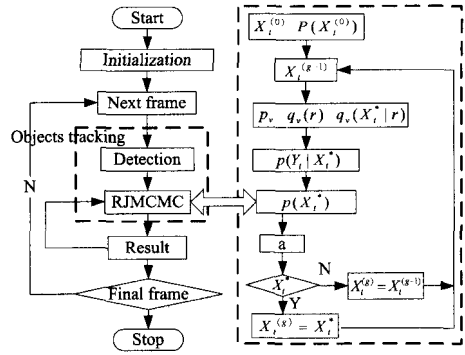 Start
Initialization
Next frame
Objects tracking
N
Detection
RJMCMC
Result
Final frame
Stop
X_t^(0) P(X_t^(0))
X_t^(g-1)
p_v q_v(r) q_v(X_t^*|r)
p(Y_t|X_t^*)
p(X_t^*)
a
X_t^*
N
X_t^(g)=X_t^(g-1)
Y
X_t^(g)=X_t^*